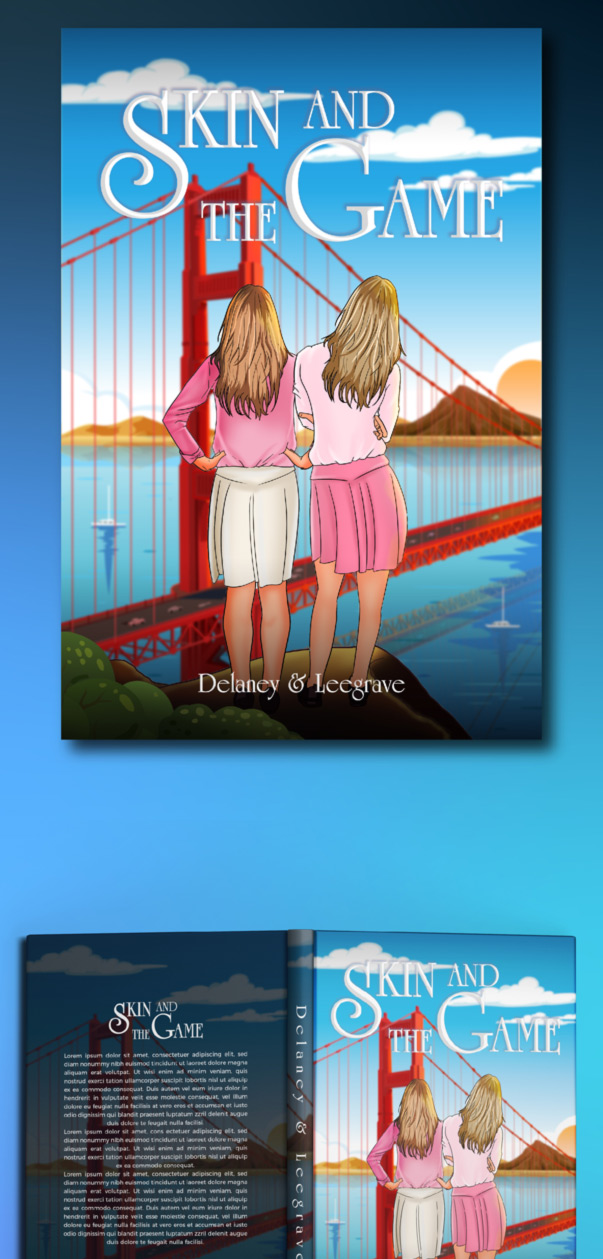 SKIN AND
THE GAME
Delaney & Leegrave
SKIN AND
THE GAME
Lorem ipsum dolor sit amet, consectetuer adipiscing elit, sed
diam nonummy nibh euismod tincidunt ut laoreet dolore magna
aliquam erat volutpat. Ut wisi enim ad minim veniam, quis
nostrud exerci tation ullamcorper suscipit lobortis nisl ut aliquip
ex ea commodo consequat. Duis autem vel eum iriure dolor in
hendrerit in vulputate velit esse molestie consequat, vel illum
dolore eu feugiat nulla facilisis at vero eros et accumsan et iusto
odio dignissim qui blandit praesent luptatum zzril delenit augue
duis dolore te feugait nulla facilisi.
Lorem ipsum dolor sit amet, cons ectetuer adipiscing elit, sed
diam nonummy nibh euismod tincidunt ut laoreet dolore magna
aliquam erat volutpat. Ut wisi enim ad minim veniam, quis
nostrud exerci tation ullamcorper suscipit lobortis nisl ut aliquip
ex ea commodo consequat.
Lorem ipsum dolor sit amet, consectetuer adipiscing elit, sed
diam nonummy nibh euismod tincidunt ut laoreet dolore magna
aliquam erat volutpat. Ut wisi enim ad minim veniam, quis
nostrud exerci tation ullamcorper suscipit lobortis nisl ut aliquip
ex ea commodo consequat. Duis autem vel eum iriure dolor in
hendrerit in vulputate velit esse molestie consequat, vel illum
dolore eu feugiat nulla facilisis at vero eros et accumsan et iusto
odio dignissim qui blandit praesent luptatum zzril delenit augue
duis dolore te feugait nulla facilisi.
Delaney & Leegrave
SKIN AND
THE GAME